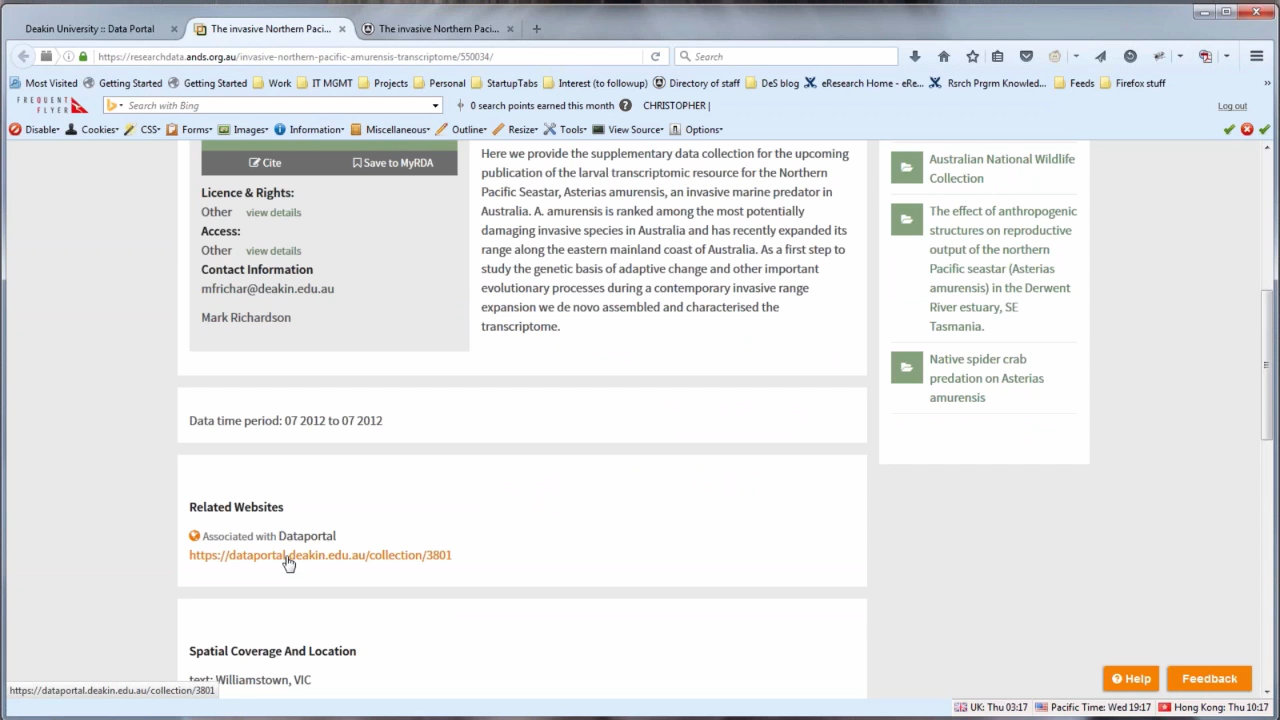 Deakin University :: Data Portal
The invasive Northern Paci...
The invasive Northern Paci...
https://researchdata.ands.org.au/invasive-northern-pacific-amurensis-transcriptome/550034/
Search
Most Visited Getting Started Getting Started Work IT MGMT Projects Personal StartupTabs Interest (to followup) Directory of staff DeS blog eResearch Home - eRe... Rsrch Prgrm Knowled... Feeds Firefox stuff
FREQUENT
FLYER
Search with Bing
0 search points earned this month
CHRISTOPHER |
Log out
Disable Cookies CSS Forms Images Information Miscellaneous Outline Resize Tools View Source Options
Cite Save to MyRDA
Licence & Rights:
Other view details
Access:
Other view details
Contact Information
mfrichar@deakin.edu.au
Mark Richardson
Here we provide the supplementary data collection for the upcoming
publication of the larval transcriptomic resource for the Northern
Pacific Seastar, Asterias amurensis, an invasive marine predator in
Australia. A. amurensis is ranked among the most potentially
damaging invasive species in Australia and has recently expanded its
range along the eastern mainland coast of Australia. As a first step to
study the genetic basis of adaptive change and other important
evolutionary processes during a contemporary invasive range
expansion we de novo assembled and characterised the
transcriptome.
Australian National Wildlife
Collection
The effect of anthropogenic
structures on reproductive
output of the northern
Pacific seastar (Asterias
amurensis) in the Derwent
River estuary, SE
Tasmania.
Native spider crab
predation on Asterias
amurensis
Data time period: 07 2012 to 07 2012
Related Websites
Associated with Dataportal
https://dataportal.deakin.edu.au/collection/3801
Spatial Coverage And Location
text: Williamstown, VIC
Help
Feedback
https://dataportal.deakin.edu.au/collection/3801
UK: Thu 03:17 Pacific Time: Wed 19:17 Hong Kong: Thu 10:17